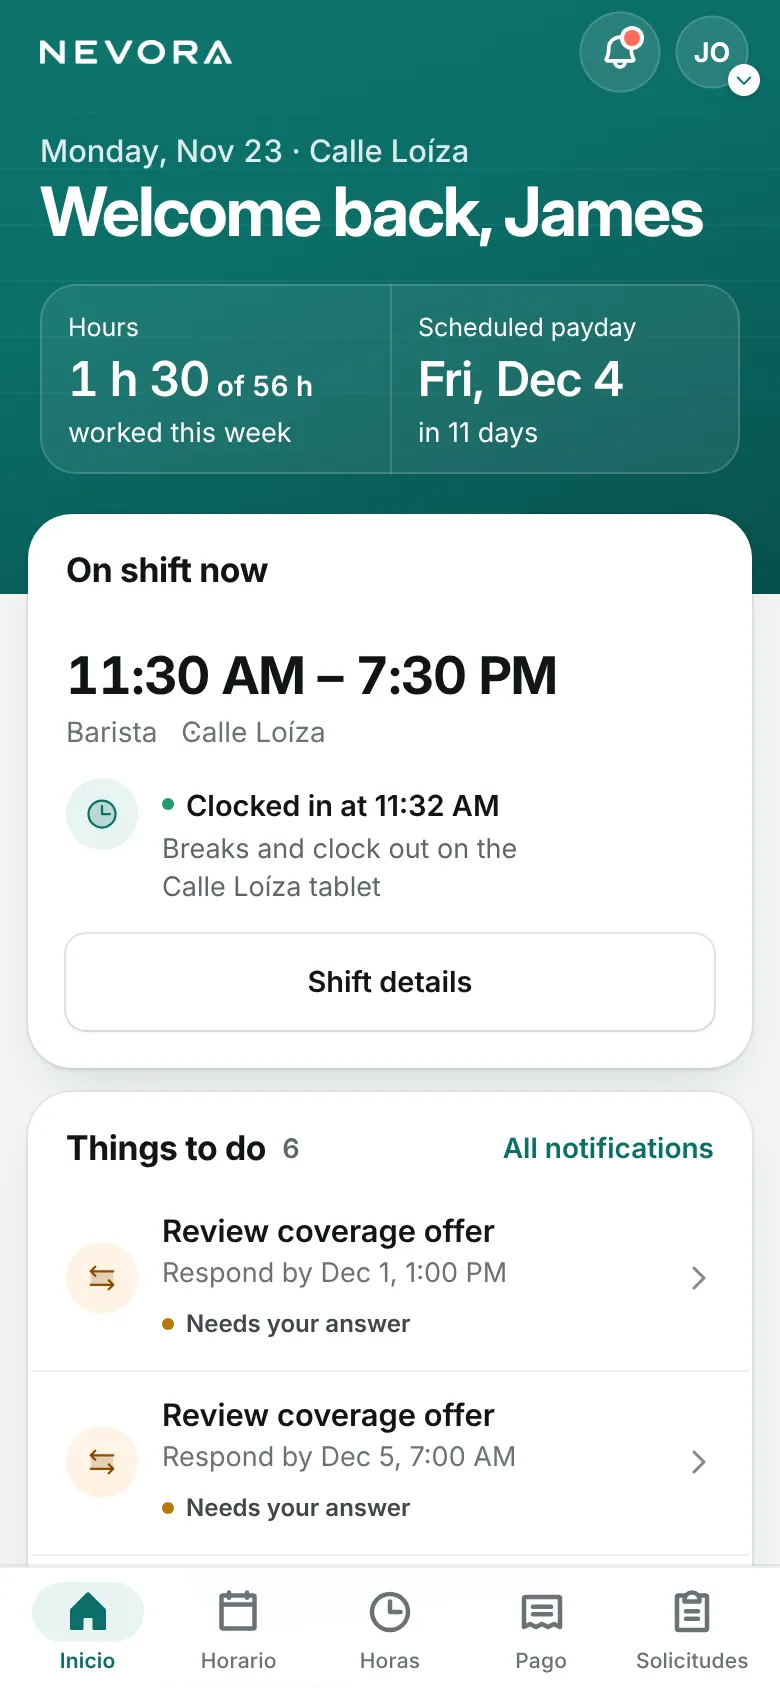 NEVORA
JO
Monday, Nov 23 · Calle Loíza
Welcome back, James
Hours
1 h 30 of 56 h
worked this week
Scheduled payday
Fri, Dec 4
in 11 days
On shift now
11:30 AM – 7:30 PM
Barista · Calle Loíza
Clocked in at 11:32 AM
Breaks and clock out on the
Calle Loíza tablet
Shift details
Things to do 6
All notifications
Review coverage offer
Respond by Dec 1, 1:00 PM
Needs your answer
Review coverage offer
Respond by Dec 5, 7:00 AM
Needs your answer
Inicio
Horario
Horas
Pago
Solicitudes